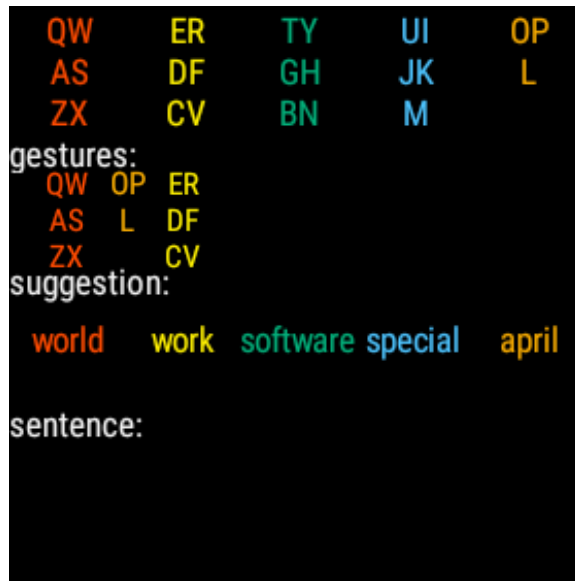 QW ER TY UI OP
AS DF GH JK L
ZX CV BN M
gestures:
QW OP ER
AS L DF
ZX CV
suggestion:
world work software special april
sentence: